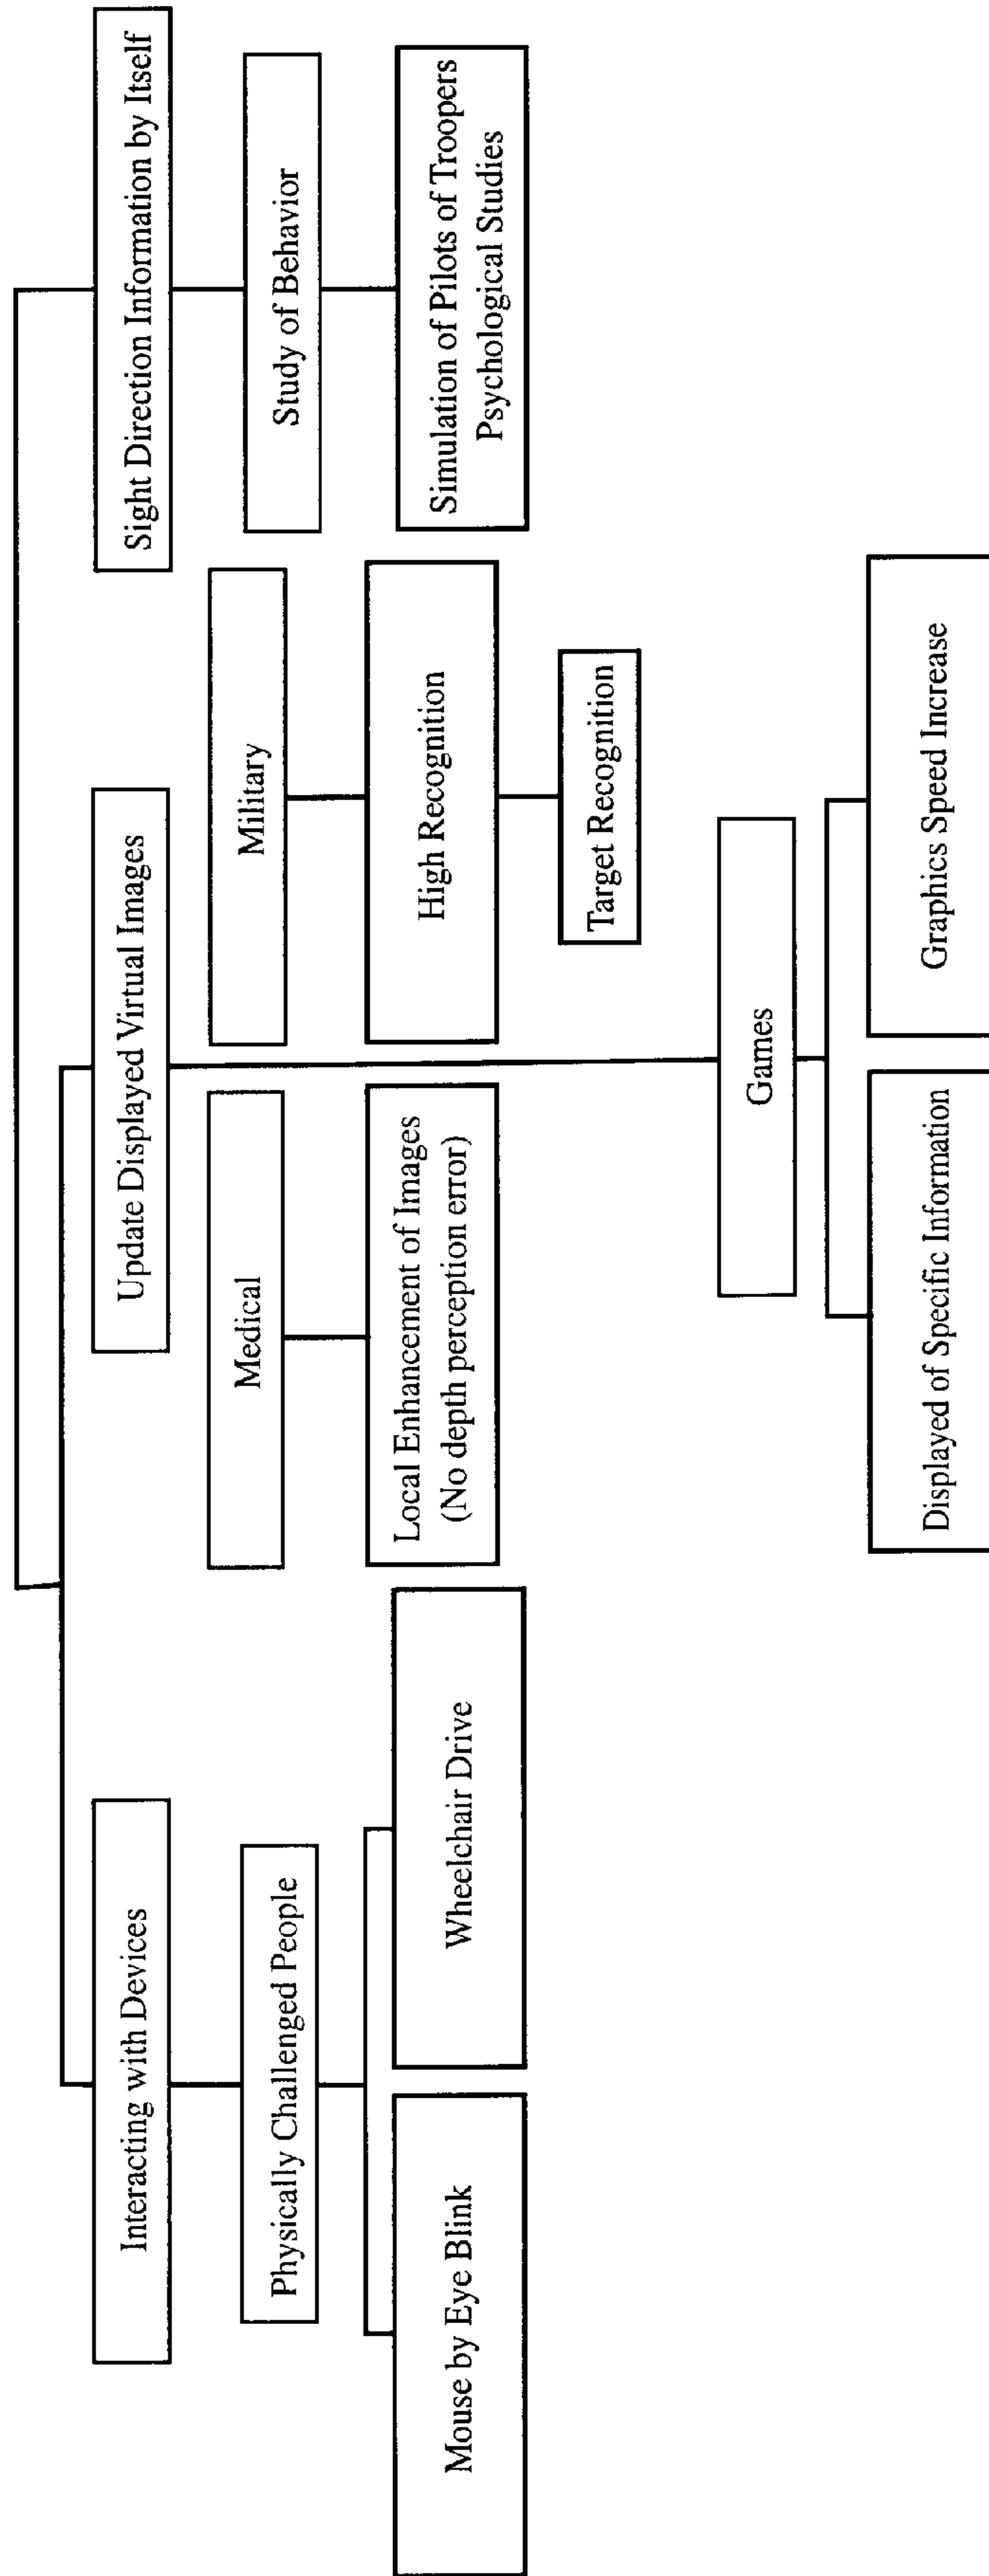 Interacting with Devices
Update Displayed Virtual Images
Sight Direction Information by Itself
Physically Challenged People
Medical
Military
Study of Behavior
Mouse by Eye Blink
Wheelchair Drive
Local Enhancement of Images
(No depth perception error)
High Recognition
Simulation of Pilots of Troopers
Psychological Studies
Target Recognition
Games
Displayed of Specific Information
Graphics Speed Increase